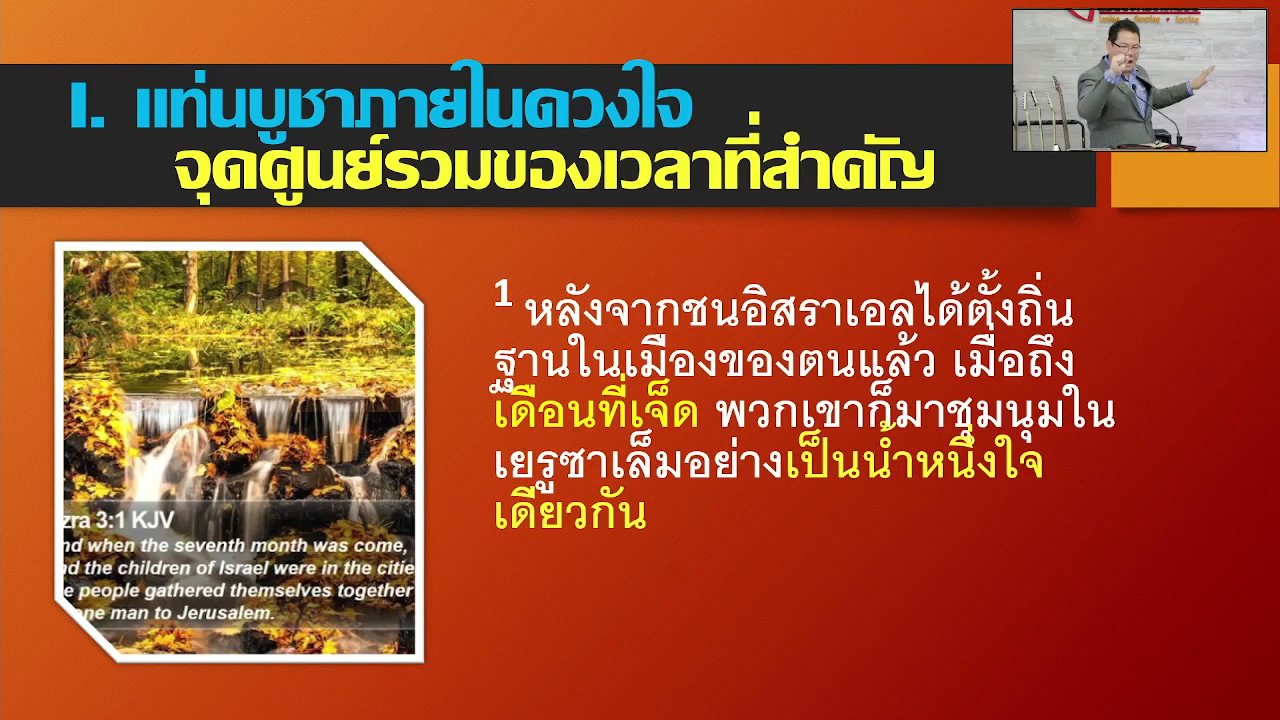 I. แท่นบูชาภายในดวงใจ
จุดศูนย์รวมของเวลาที่สำคัญ
1 หลังจากชนอิสราเอลได้ตั้งถิ่น
ฐานในเมืองของตนแล้ว เมื่อถึง
เดือนที่เจ็ด พวกเขาก็มาชุมนุมใน
เยรูซาเล็มอย่างเป็นน้ำหนึ่งใจ
เดียวกัน
zra 3:1 KJV
nd when the seventh month was come,
nd the children of Israel were in the citie
e people gathered themselves together
one man to Jerusalem.